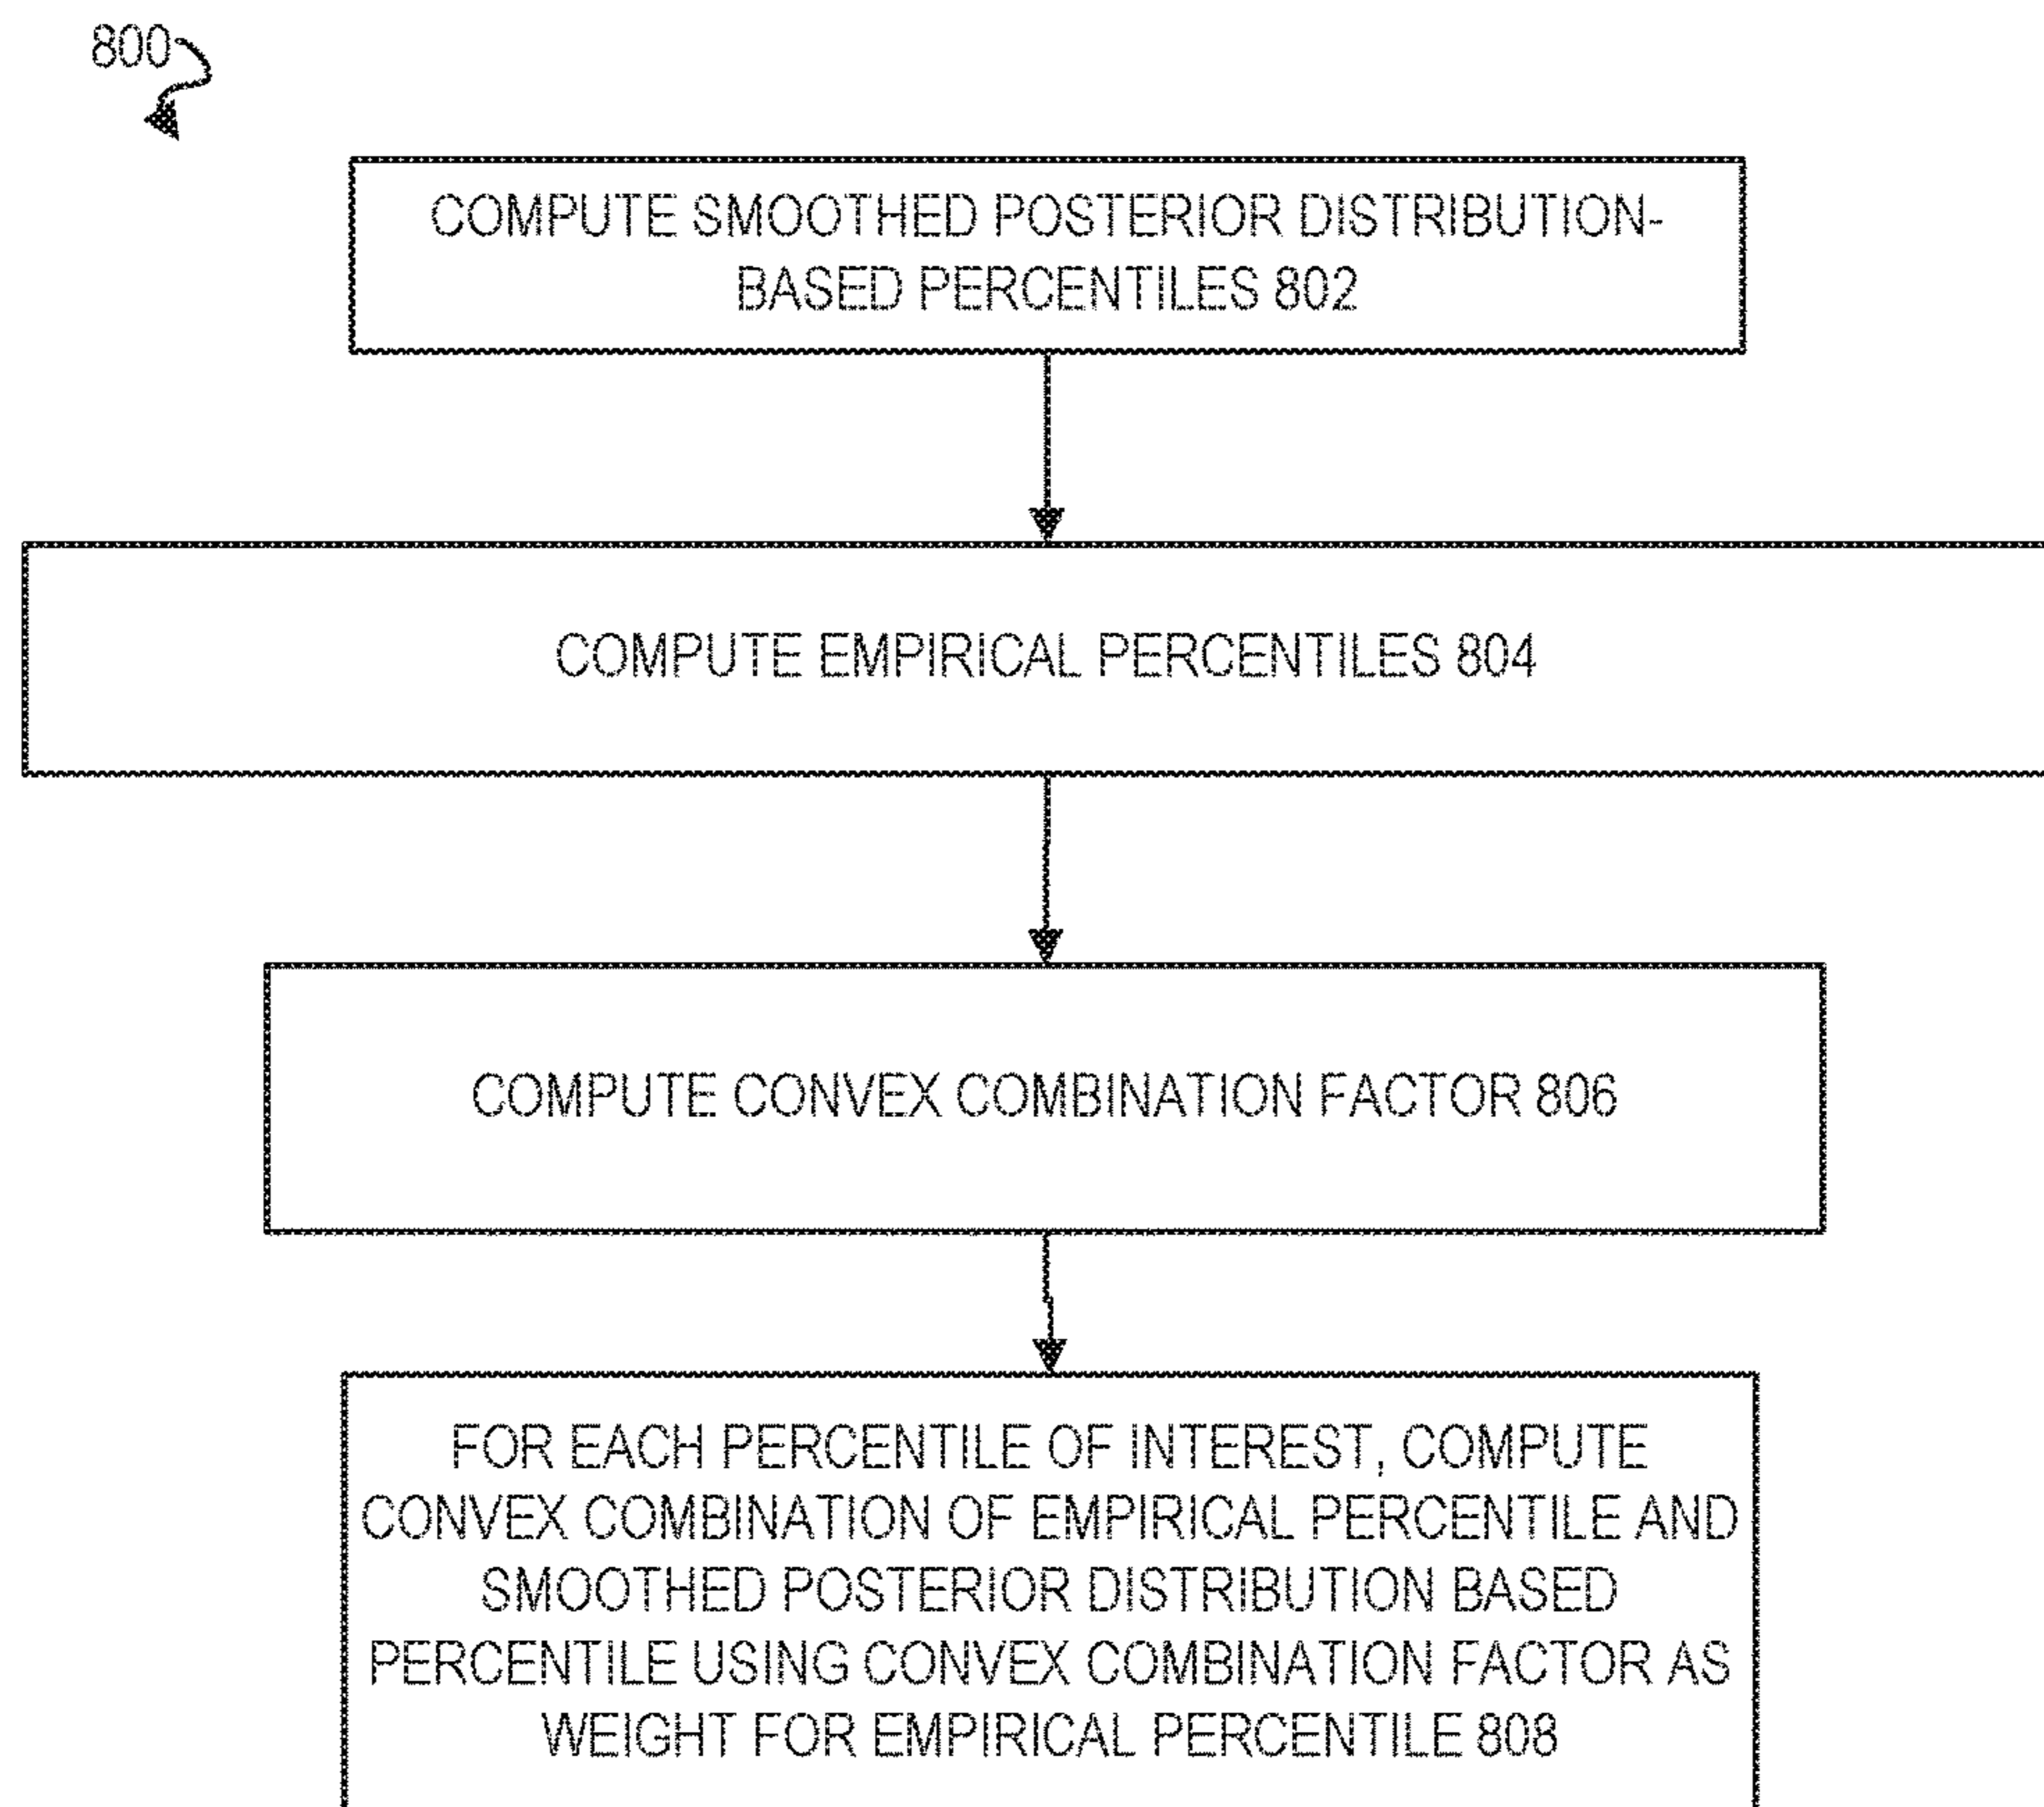 800
COMPUTE SMOOTHED POSTERIOR DISTRIBUTION-
BASED PERCENTILES 802
COMPUTE EMPIRICAL PERCENTILES 804
COMPUTE CONVEX COMBINATION FACTOR 806
FOR EACH PERCENTILE OF INTEREST, COMPUTE
CONVEX COMBINATION OF EMPIRICAL PERCENTILE AND
SMOOTHED POSTERIOR DISTRIBUTION BASED
PERCENTILE USING CONVEX COMBINATION FACTOR AS
WEIGHT FOR EMPIRICAL PERCENTILE 808